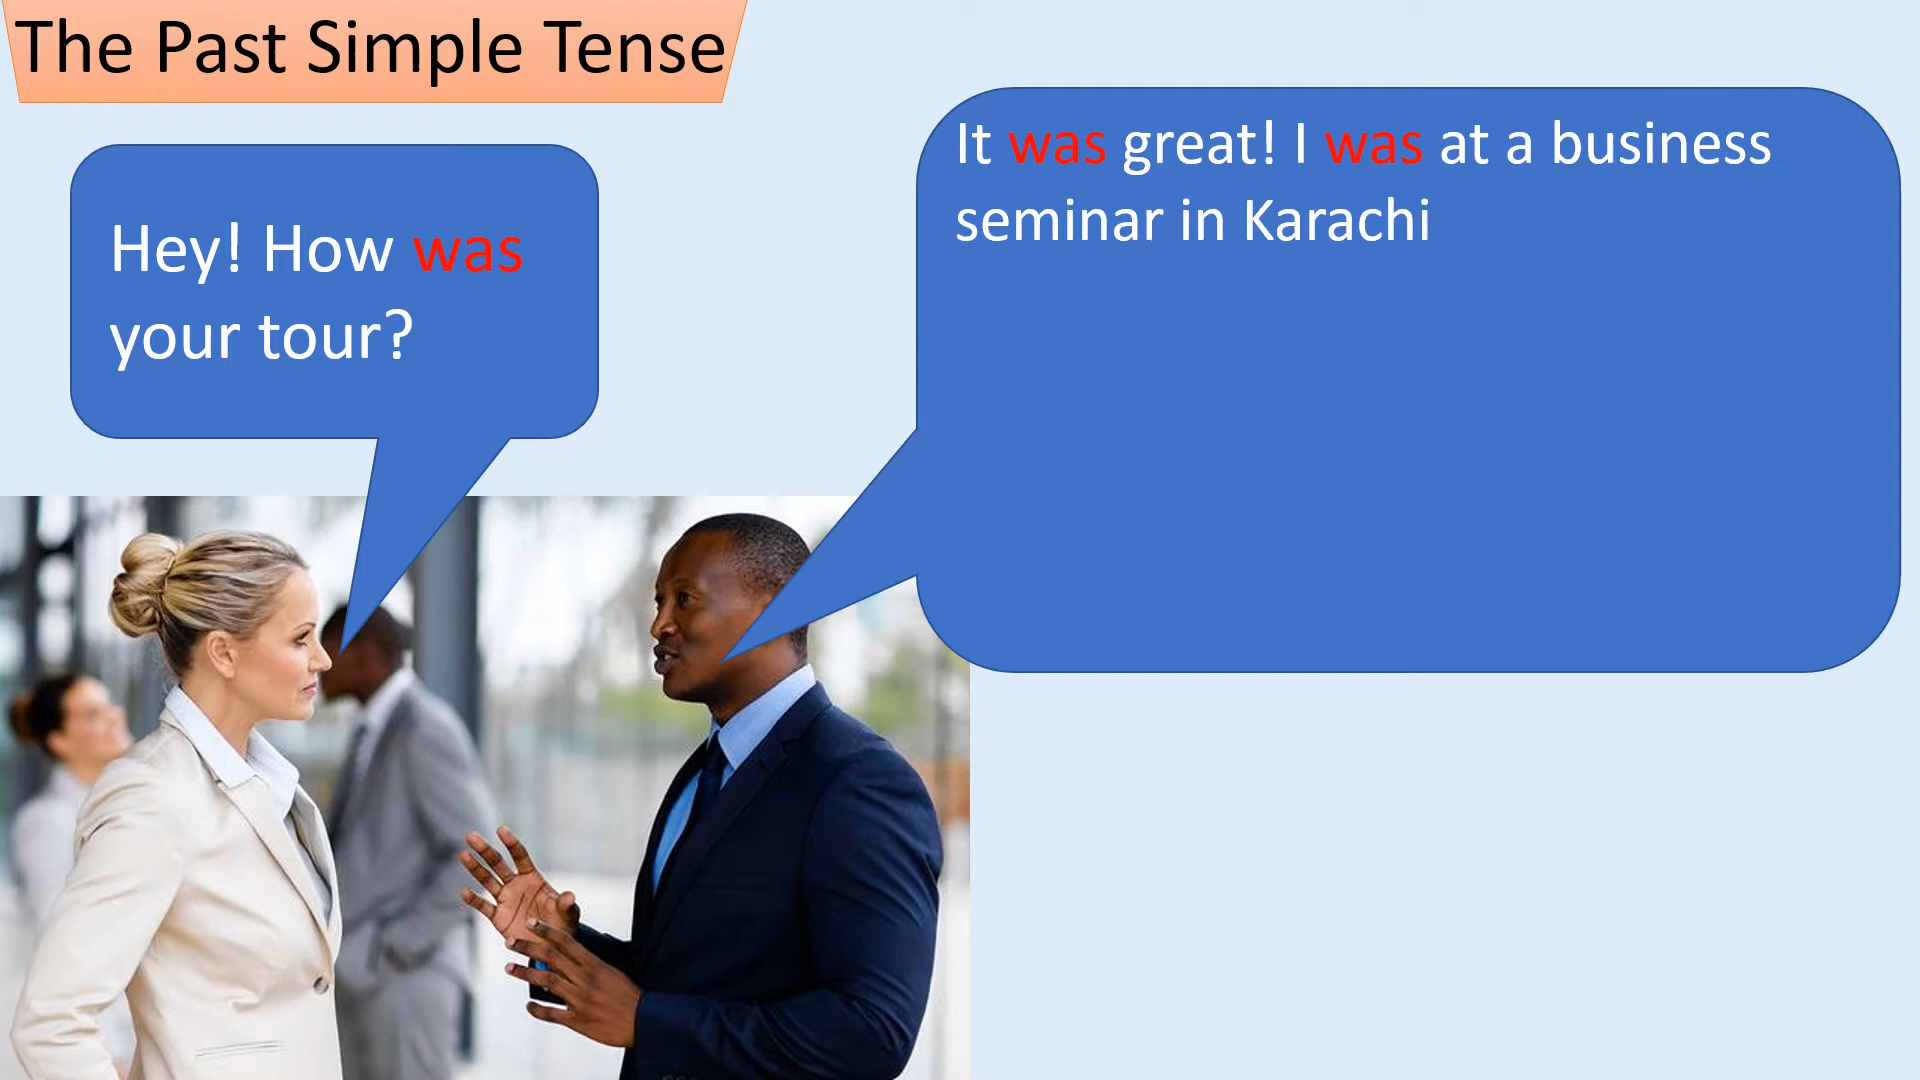 The Past Simple Tense
Hey! How was
your tour?
It was great! I was at a business
seminar in Karachi